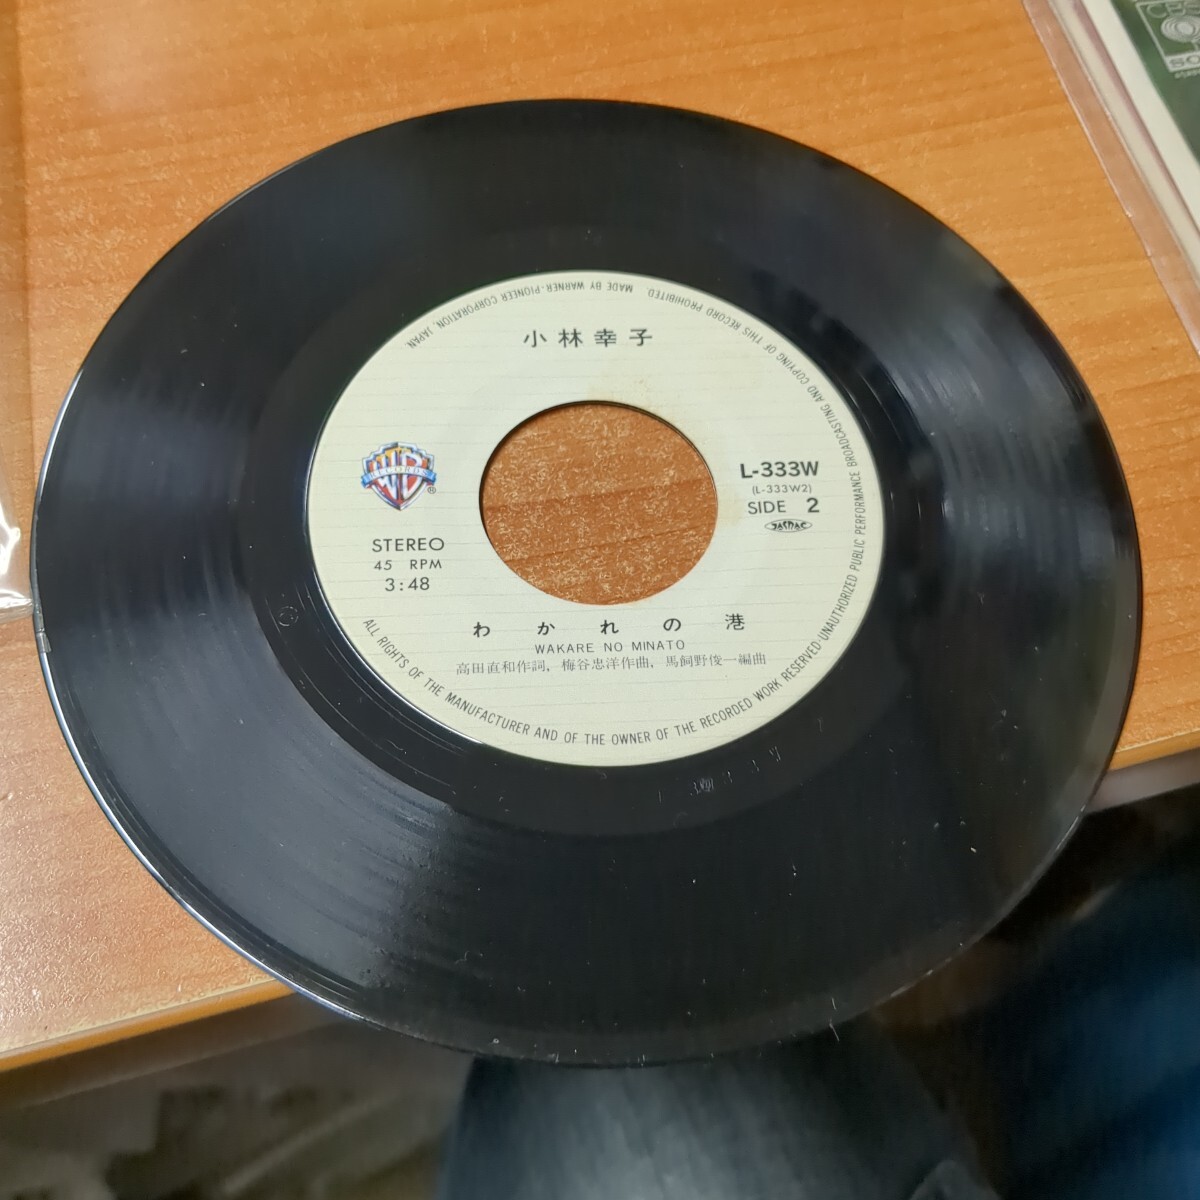 小林幸子
RECORDS
®
STEREO
45 RPM
3:48
L-333W
(L-333W2)
SIDE 2
JASRAC
わかれの港
WAKARE NO MINATO
高田直和作詞, 梅谷忠洋作曲, 馬飼野俊一編曲
ALL RIGHTS OF THE MANUFACTURER AND OF THE OWNER OF THE RECORDED WORK RESERVED·UNAUTHORIZED PUBLIC PERFORMANCE BROADCASTING AND COPYING OF THIS RECORD PROHIBITED. MADE BY WARNER-PIONEER CORPORATION, JAPAN.
CBS